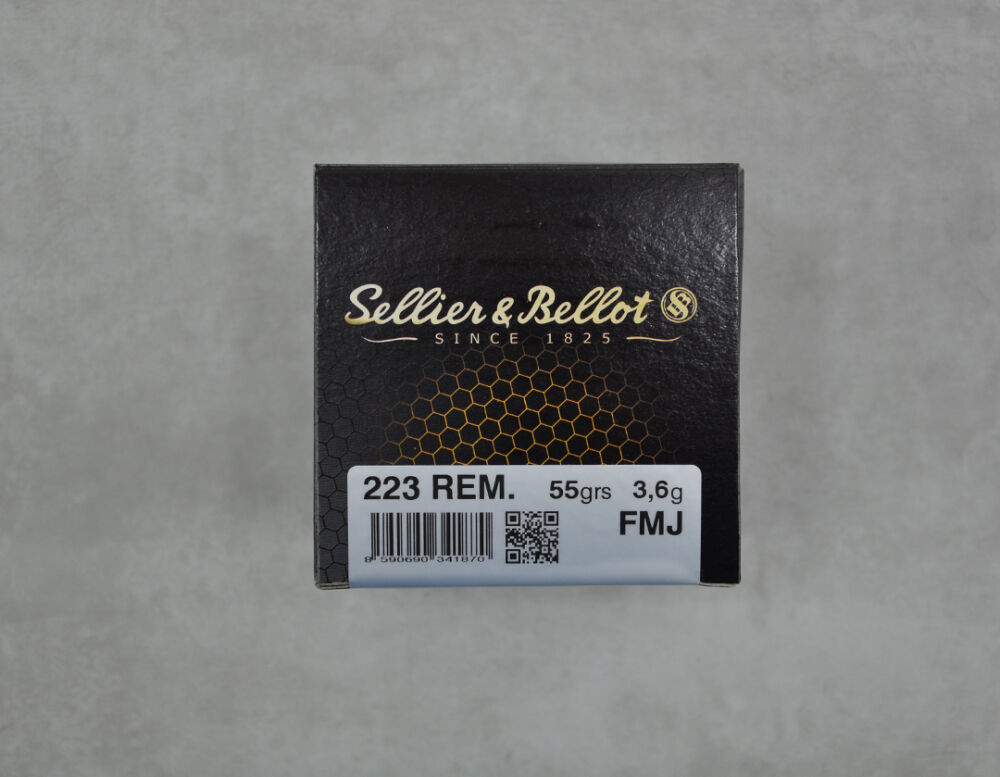 Sellier & Bellot
SINCE 1825
223 REM. 55grs 3,6g
FMJ
8 590690 341870